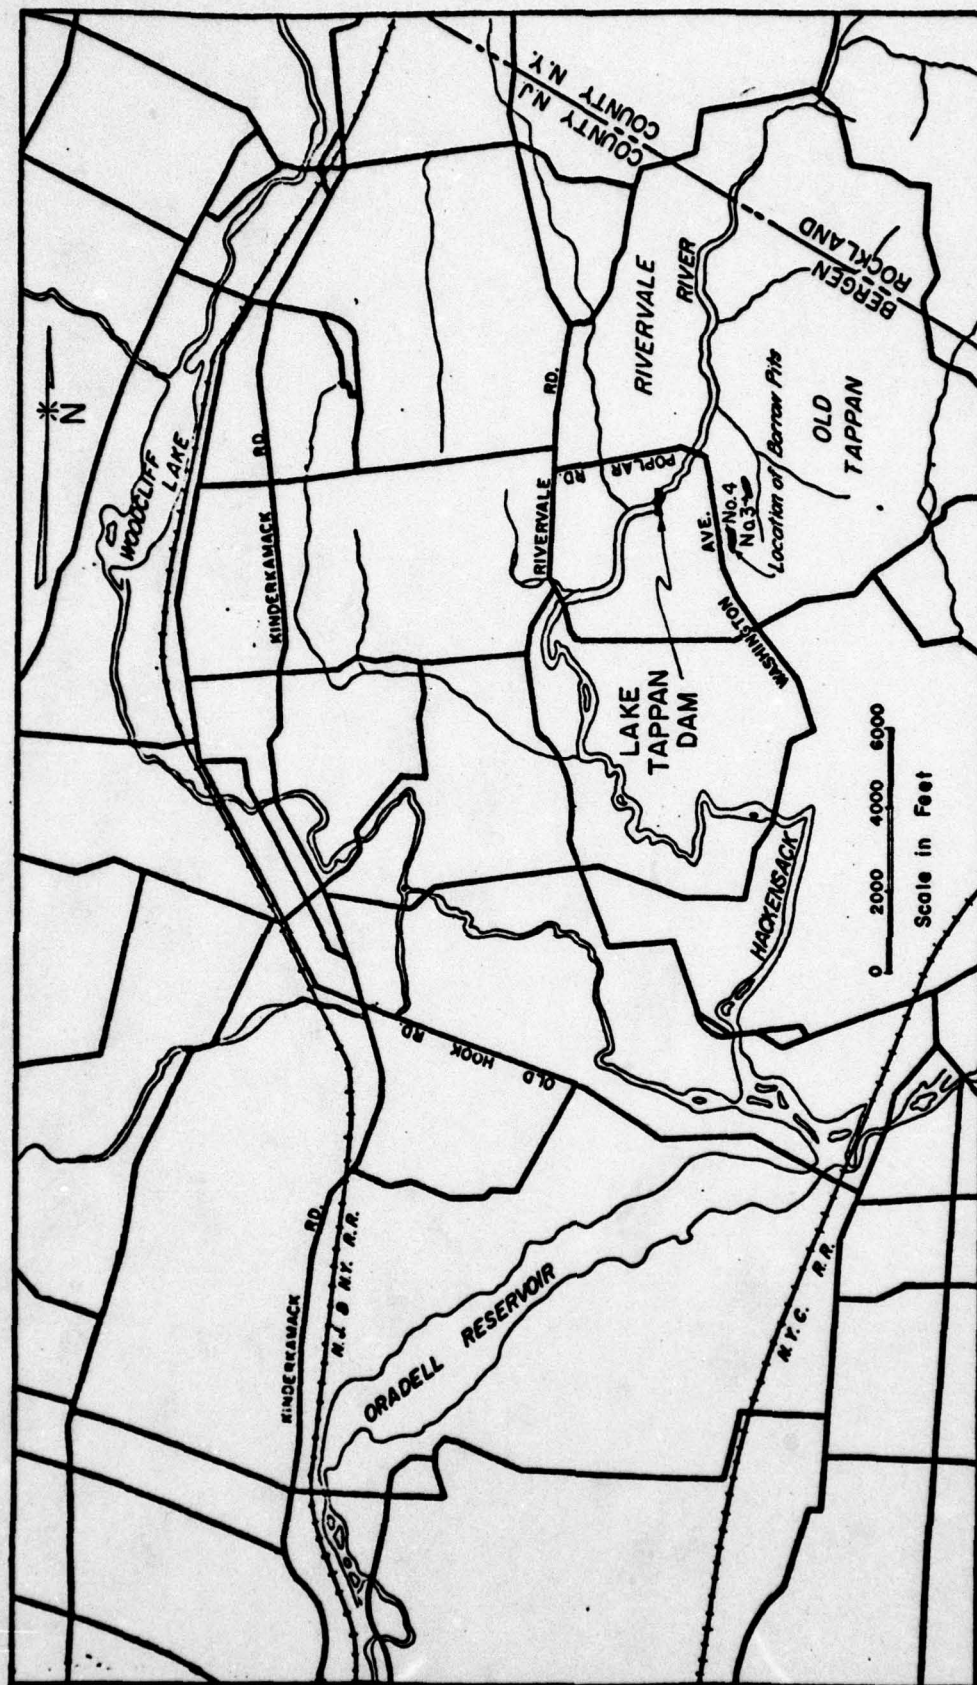 N
WOODCLIFF
LAKE
KINDERKAMACK
RD.
COUNTY N.Y.
COUNTY N.J.
BERGEN
ROCKLAND
RIVERVALE
RIVER
RIVERVALE
RD.
POPLAR
RD.
AVE.
WASHINGTON
No. 4
No. 3
Location of Borrow Pits
OLD
TAPPAN
LAKE
TAPPAN
DAM
HACKENSACK
0 2000 4000 6000
Scale in Feet
OLD HOOK RD.
KINDERKAMACK
RD.
N.J. & N.Y. R.R.
ORADELL RESERVOIR
N.Y.C. R.R.